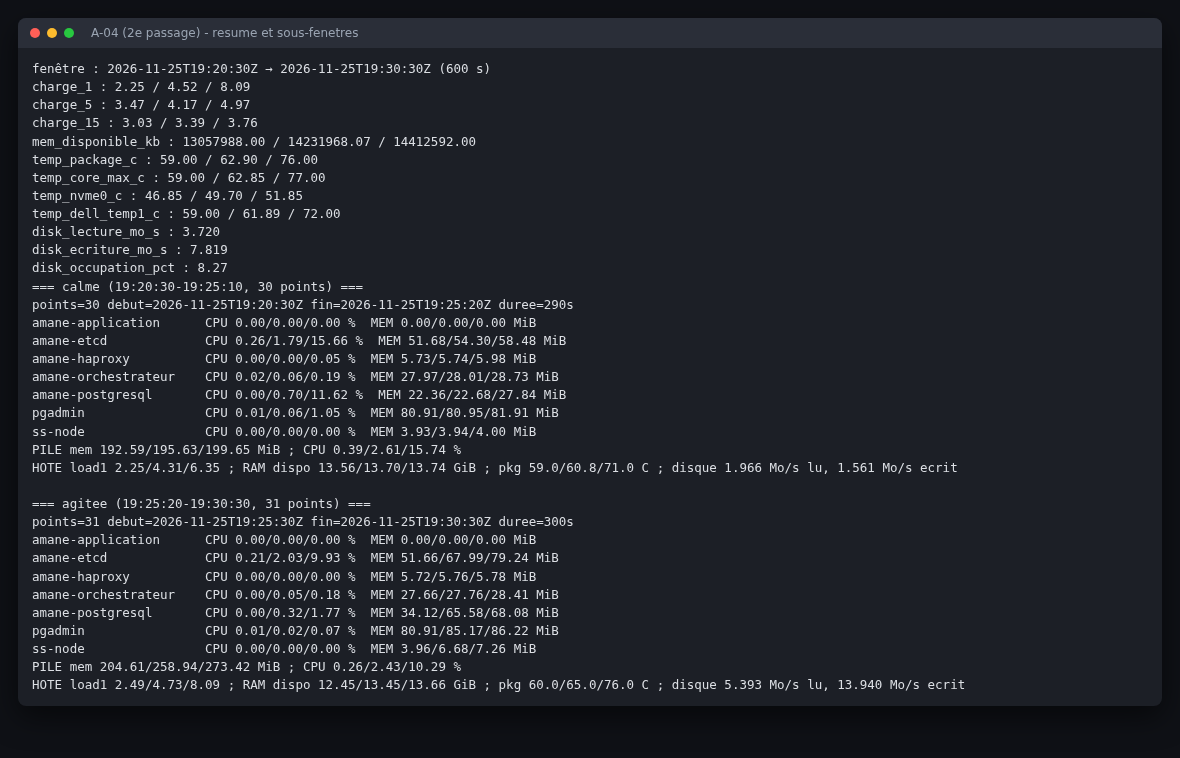 A-04 (2e passage) - resume et sous-fenetres
fenêtre : 2026-11-25T19:20:30Z → 2026-11-25T19:30:30Z (600 s)
charge_1 : 2.25 / 4.52 / 8.09
charge_5 : 3.47 / 4.17 / 4.97
charge_15 : 3.03 / 3.39 / 3.76
mem_disponible_kb : 13057988.00 / 14231968.07 / 14412592.00
temp_package_c : 59.00 / 62.90 / 76.00
temp_core_max_c : 59.00 / 62.85 / 77.00
temp_nvme0_c : 46.85 / 49.70 / 51.85
temp_dell_temp1_c : 59.00 / 61.89 / 72.00
disk_lecture_mo_s : 3.720
disk_ecriture_mo_s : 7.819
disk_occupation_pct : 8.27
=== calme (19:20:30-19:25:10, 30 points) ===
points=30 debut=2026-11-25T19:20:30Z fin=2026-11-25T19:25:20Z duree=290s
amane-application      CPU 0.00/0.00/0.00 %  MEM 0.00/0.00/0.00 MiB
amane-etcd             CPU 0.26/1.79/15.66 %  MEM 51.68/54.30/58.48 MiB
amane-haproxy          CPU 0.00/0.00/0.05 %  MEM 5.73/5.74/5.98 MiB
amane-orchestrateur    CPU 0.02/0.06/0.19 %  MEM 27.97/28.01/28.73 MiB
amane-postgresql       CPU 0.00/0.70/11.62 %  MEM 22.36/22.68/27.84 MiB
pgadmin                CPU 0.01/0.06/1.05 %  MEM 80.91/80.95/81.91 MiB
ss-node                CPU 0.00/0.00/0.00 %  MEM 3.93/3.94/4.00 MiB
PILE mem 192.59/195.63/199.65 MiB ; CPU 0.39/2.61/15.74 %
HOTE load1 2.25/4.31/6.35 ; RAM dispo 13.56/13.70/13.74 GiB ; pkg 59.0/60.8/71.0 C ; disque 1.966 Mo/s lu, 1.561 Mo/s ecrit
=== agitee (19:25:20-19:30:30, 31 points) ===
points=31 debut=2026-11-25T19:25:30Z fin=2026-11-25T19:30:30Z duree=300s
amane-application      CPU 0.00/0.00/0.00 %  MEM 0.00/0.00/0.00 MiB
amane-etcd             CPU 0.21/2.03/9.93 %  MEM 51.66/67.99/79.24 MiB
amane-haproxy          CPU 0.00/0.00/0.00 %  MEM 5.72/5.76/5.78 MiB
amane-orchestrateur    CPU 0.00/0.05/0.18 %  MEM 27.66/27.76/28.41 MiB
amane-postgresql       CPU 0.00/0.32/1.77 %  MEM 34.12/65.58/68.08 MiB
pgadmin                CPU 0.01/0.02/0.07 %  MEM 80.91/85.17/86.22 MiB
ss-node                CPU 0.00/0.00/0.00 %  MEM 3.96/6.68/7.26 MiB
PILE mem 204.61/258.94/273.42 MiB ; CPU 0.26/2.43/10.29 %
HOTE load1 2.49/4.73/8.09 ; RAM dispo 12.45/13.45/13.66 GiB ; pkg 60.0/65.0/76.0 C ; disque 5.393 Mo/s lu, 13.940 Mo/s ecrit